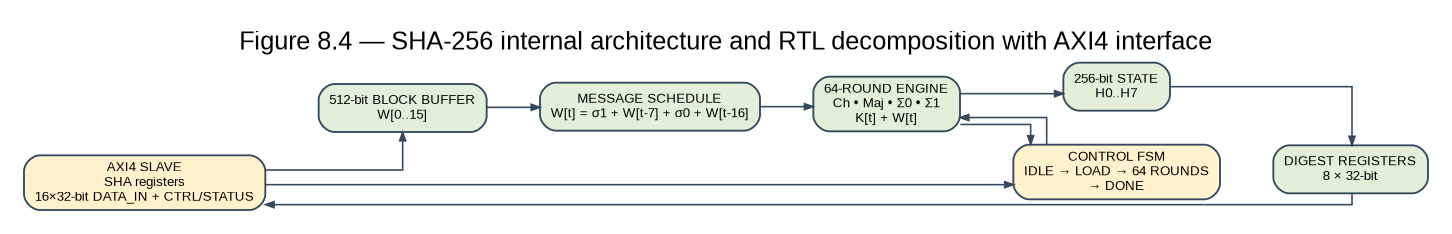 Figure 8.4 — SHA-256 internal architecture and RTL decomposition with AXI4 interface
512-bit BLOCK BUFFER
W[0..15]
MESSAGE SCHEDULE
W[t] = σ1 + W[t-7] + σ0 + W[t-16]
64-ROUND ENGINE
Ch • Maj • Σ0 • Σ1
K[t] + W[t]
256-bit STATE
H0..H7
AXI4 SLAVE
SHA registers
16×32-bit DATA_IN + CTRL/STATUS
CONTROL FSM
IDLE → LOAD → 64 ROUNDS
→ DONE
DIGEST REGISTERS
8 × 32-bit